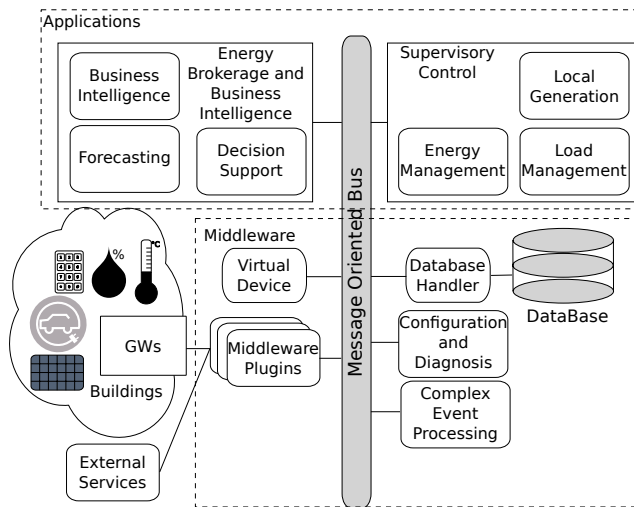 Applications
Business
Intelligence
Energy
Brokerage and
Business
Intelligence
Forecasting
Decision
Support
Supervisory
Control
Local
Generation
Energy
Management
Load
Management
Message Oriented Bus
Middleware
Virtual
Device
Database
Handler
DataBase
%
°C
GWs
Buildings
Middleware
Plugins
Configuration
and
Diagnosis
Complex
Event
Processing
External
Services